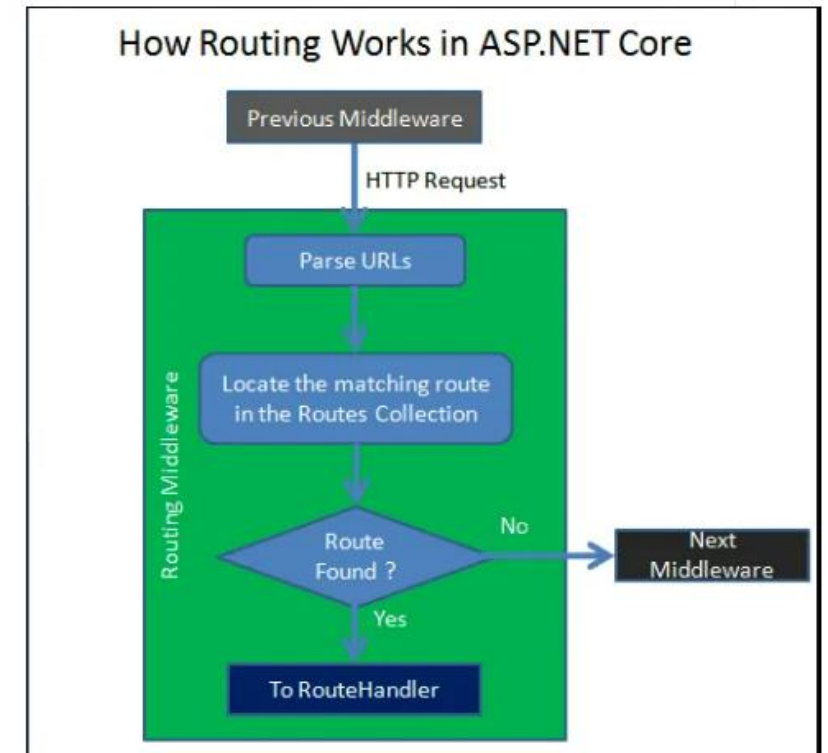 How Routing Works in ASP.NET Core
Previous Middleware
HTTP Request
Parse URLs
Locate the matching route
in the Routes Collection
Routing Middleware
Route
Found ?
No
Next
Middleware
Yes
To RouteHandler